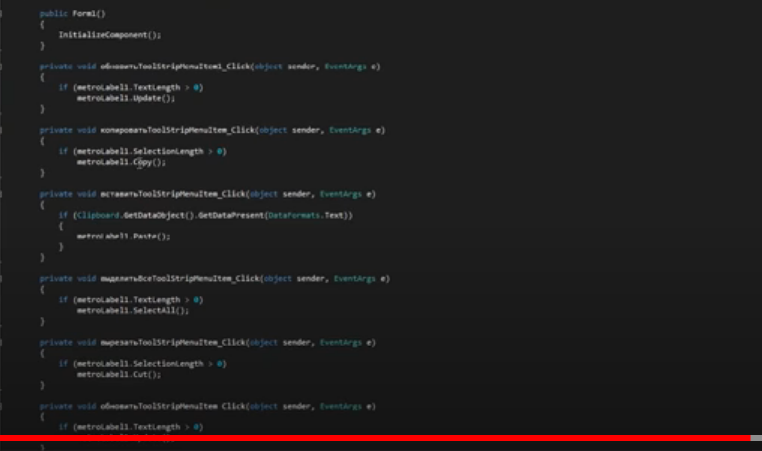 public Form1()
{
InitializeComponent();
}
private void обновитьToolStripMenuItem1_Click(object sender, EventArgs e)
{
if (metroLabel1.TextLength > 0)
metroLabel1.Update();
}
private void копироватьToolStripMenuItem_Click(object sender, EventArgs e)
{
if (metroLabel1.SelectionLength > 0)
metroLabel1.Copy();
}
private void вставитьToolStripMenuItem_Click(object sender, EventArgs e)
{
if (Clipboard.GetDataObject().GetDataPresent(DataFormats.Text))
{
metroLabel1.Paste();
}
}
private void выделитьВсеToolStripMenuItem_Click(object sender, EventArgs e)
{
if (metroLabel1.TextLength > 0)
metroLabel1.SelectAll();
}
private void вырезатьToolStripMenuItem_Click(object sender, EventArgs e)
{
if (metroLabel1.SelectionLength > 0)
metroLabel1.Cut();
}
private void обновитьToolStripMenuItem_Click(object sender, EventArgs e)
{
if (metroLabel1.TextLength > 0)
}